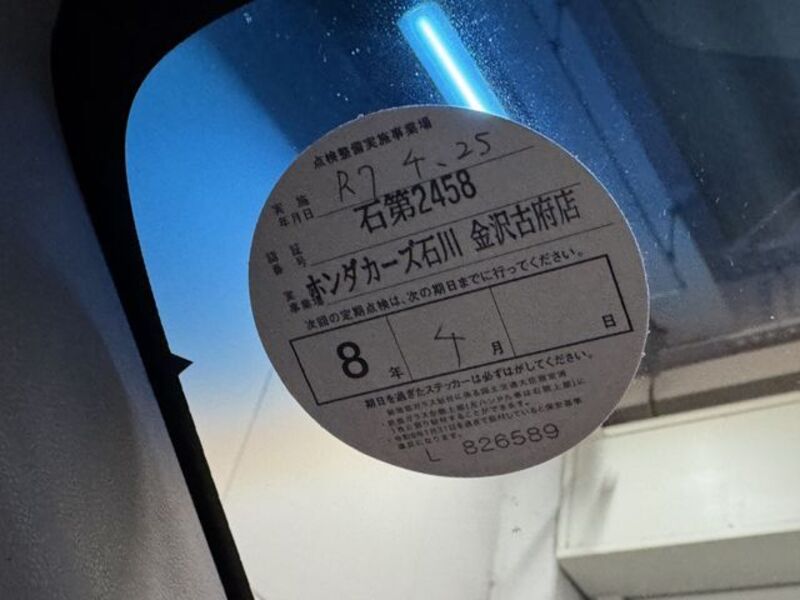 点検整備実施事業場
実施年月日 R7 4.25
認証番号 石第2458
実施事業場 ホンダカーズ石川 金沢古府店
次回の定期点検は、次の期日までに行ってください。
8年 4月 日
期日を過ぎたステッカーは必ずはがしてください。
L 826589